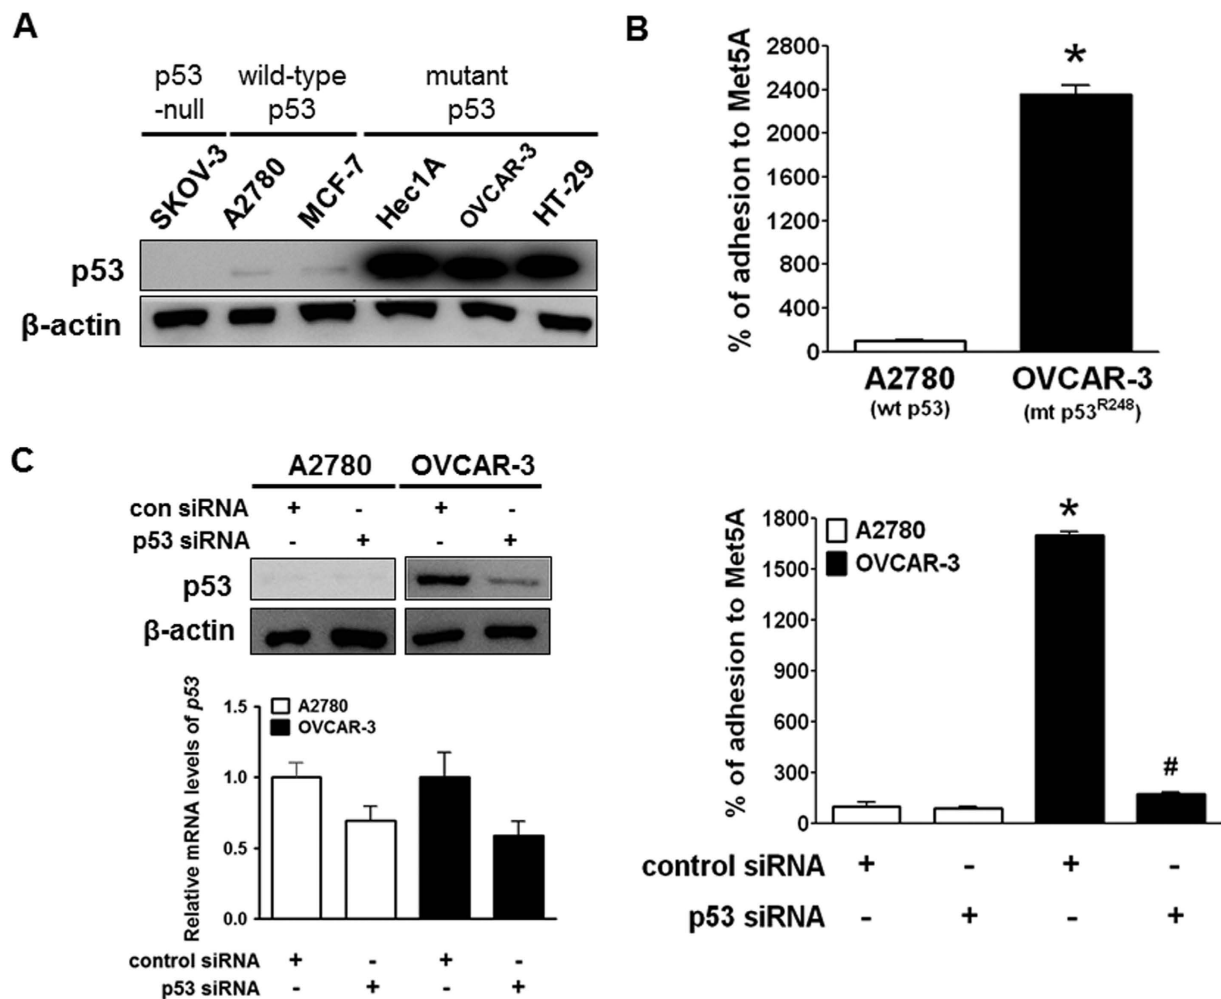 A
p53
-null
wild-type
p53
mutant
p53
SKOV-3
A2780
MCF-7
Hec1A
OVCAR-3
HT-29
p53
β-actin
B
% of adhesion to Met5A
2800
2400
2000
1600
1200
800
400
0
*
A2780
(wt p53)
OVCAR-3
(mt p53R248)
C
A2780 OVCAR-3
con siRNA + - + -
p53 siRNA - + - +
p53
β-actin
Relative mRNA levels of p53
1.5
1.0
0.5
0.0
A2780
OVCAR-3
control siRNA + - + -
p53 siRNA - + - +
% of adhesion to Met5A
1800
1500
1200
900
600
300
0
A2780
OVCAR-3
*
#
control siRNA + - + -
p53 siRNA - + - +